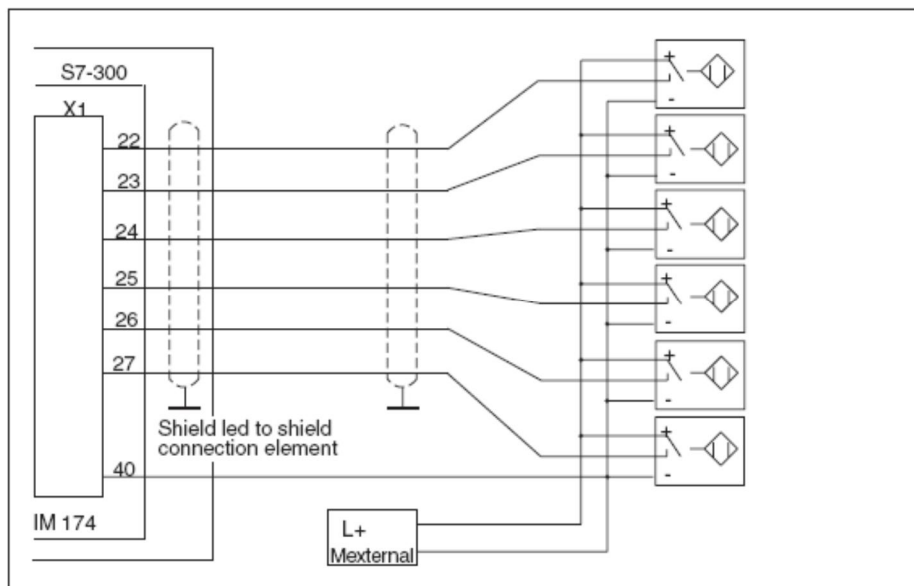 S7-300
X1
22
23
24
25
26
27
Shield led to shield
connection element
40
IM 174
L+
Mexternal
+
-
+
-
+
-
+
-
+
-
+
-